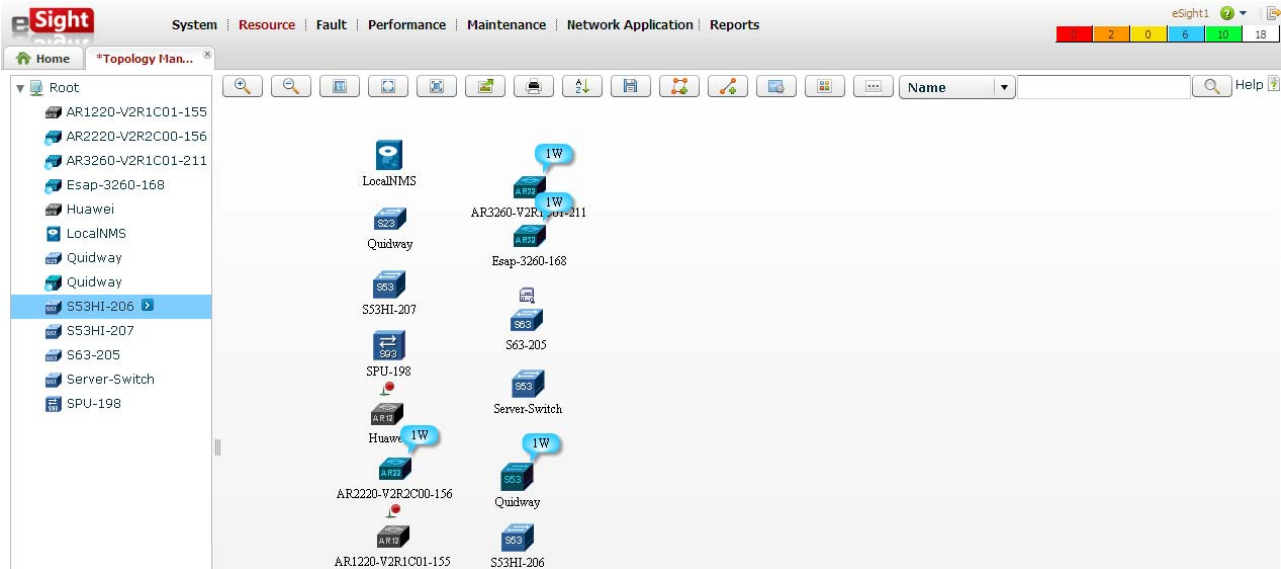 eSight1
eSight
System Resource Fault Performance Maintenance Network Application Reports
0 2 0 6 10 18
Home *Topology Man...
Root
Name
Help
AR1220-V2R1C01-155
AR2220-V2R2C00-156
AR3260-V2R1C01-211
Esap-3260-168
Huawei
LocalNMS
Quidway
Quidway
S53HI-206
S53HI-207
S63-205
Server-Switch
SPU-198
LocalNMS
S23
Quidway
S53
S53HI-207
S93
SPU-198
AR12
Huawei
1W
AR22
AR2220-V2R2C00-156
AR12
AR1220-V2R1C01-155
1W
AR32
AR3260-V2R1C01-211
1W
AR32
Esap-3260-168
S63
S63-205
S53
Server-Switch
1W
S53
Quidway
S53
S53HI-206